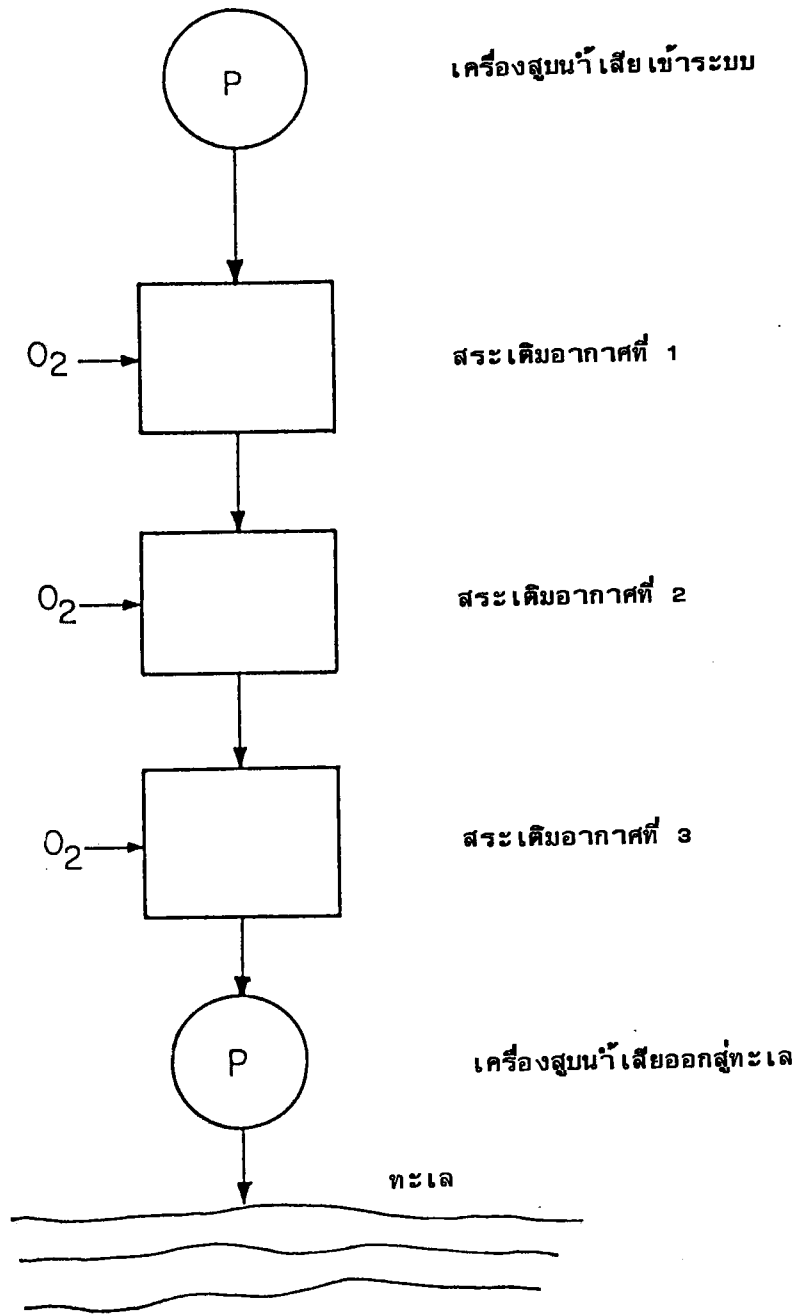 P เครื่องสูบน้ำเสียเข้าระบบ
O2 สระเติมอากาศที่ 1
O2 สระเติมอากาศที่ 2
O2 สระเติมอากาศที่ 3
P เครื่องสูบน้ำเสียออกสู่ทะเล
ทะเล